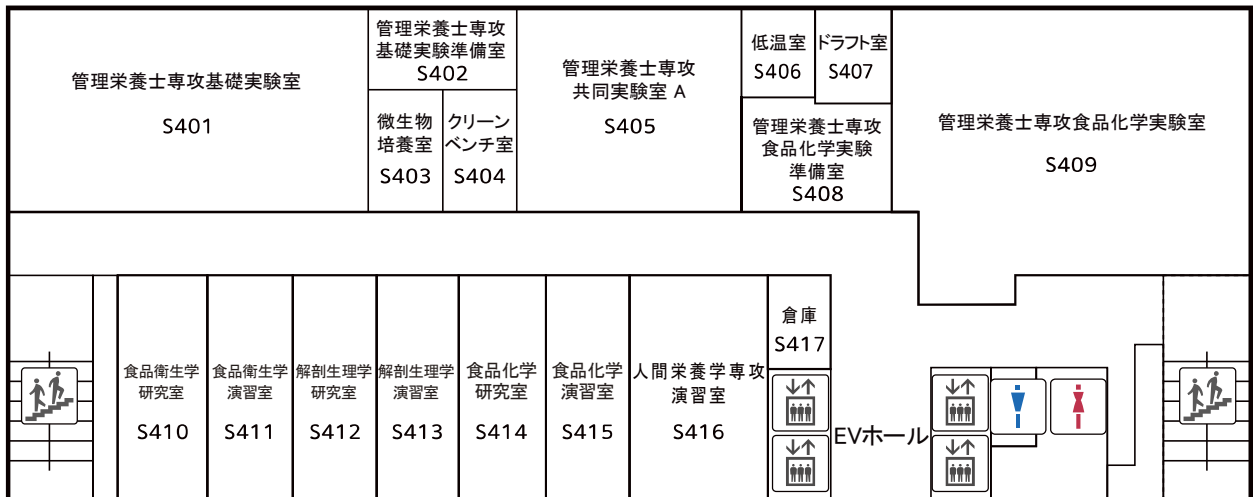 管理栄養士専攻基礎実験室
S401
管理栄養士専攻
基礎実験準備室
S402
微生物
培養室
S403
クリーン
ベンチ室
S404
管理栄養士専攻
共同実験室 A
S405
低温室
S406
ドラフト室
S407
管理栄養士専攻
食品化学実験
準備室
S408
管理栄養士専攻食品化学実験室
S409
食品衛生学
研究室
S410
食品衛生学
演習室
S411
解剖生理学
研究室
S412
解剖生理学
演習室
S413
食品化学
研究室
S414
食品化学
演習室
S415
人間栄養学専攻
演習室
S416
倉庫
S417
EVホール